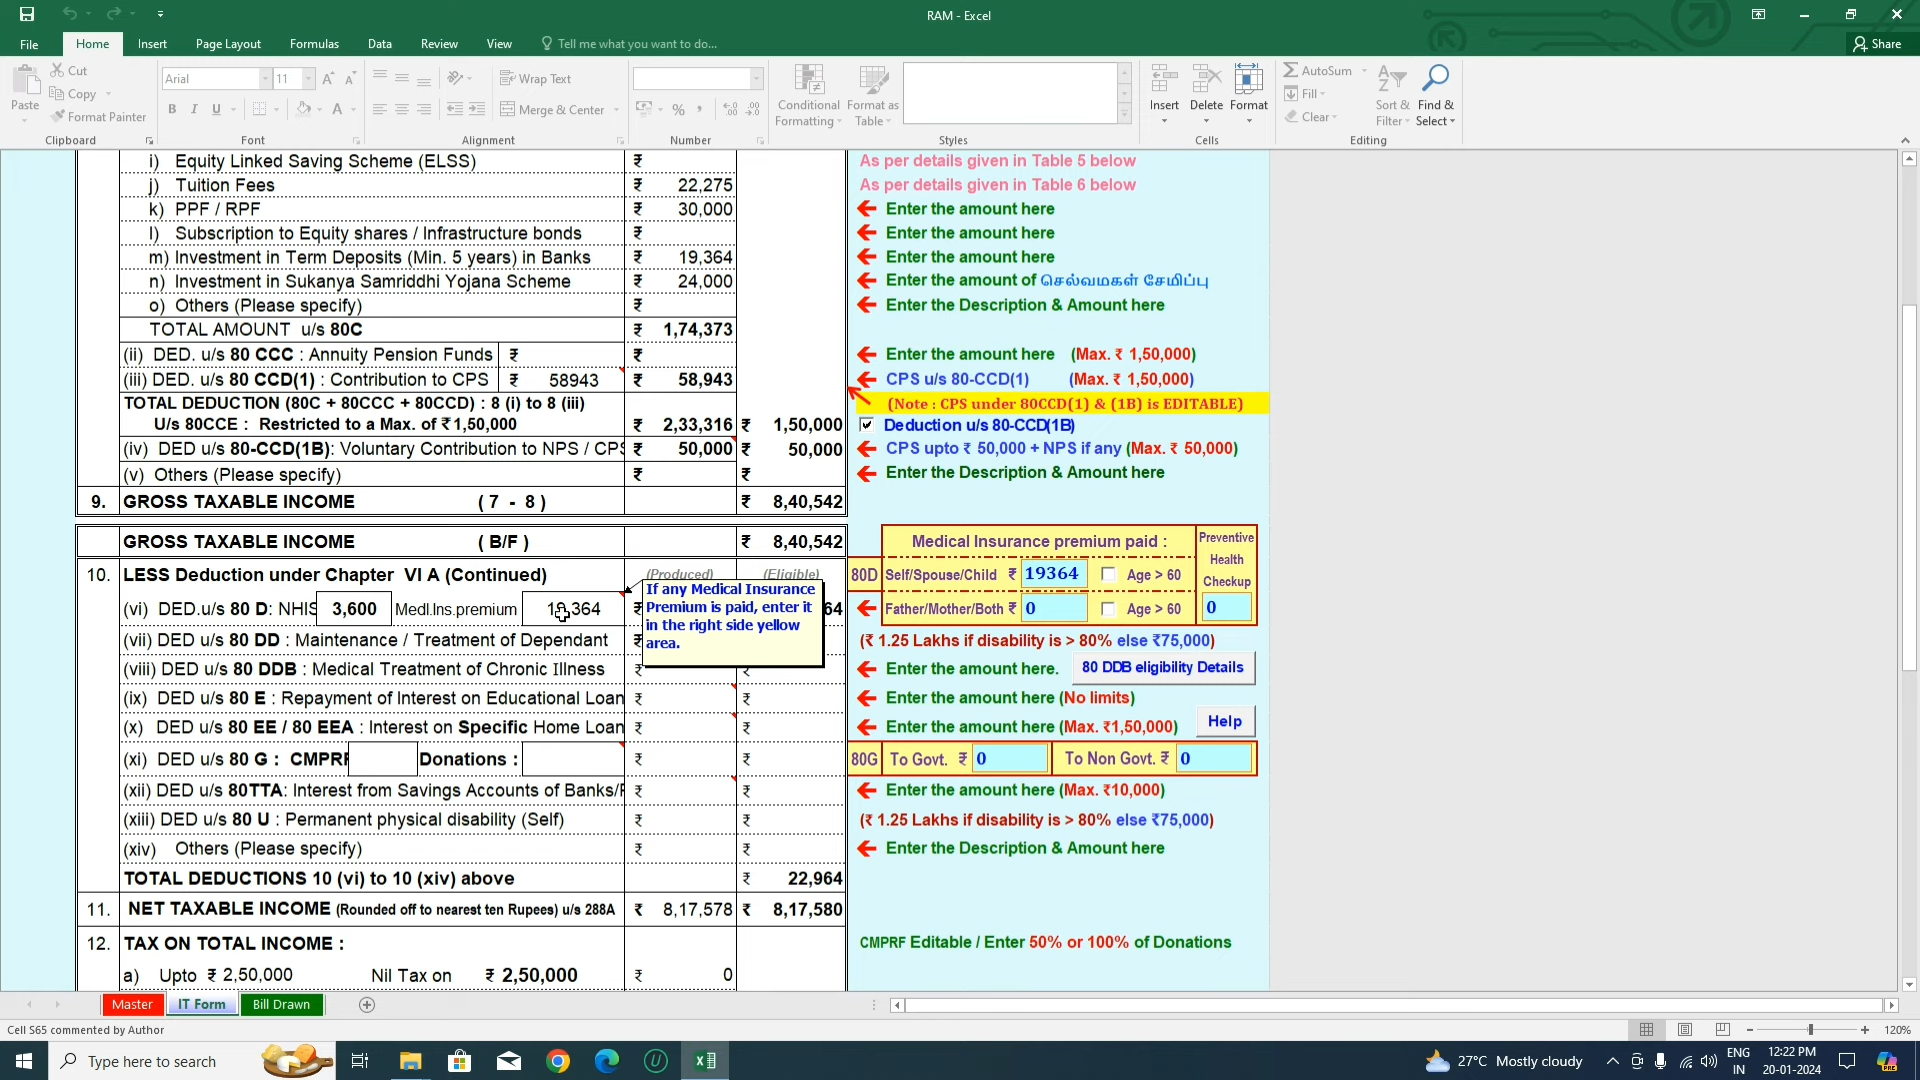 RAM - Excel
File Home Insert Page Layout Formulas Data Review View Tell me what you want to do... Share
Cut
Copy
Format Painter
Paste
Arial 11
Wrap Text
Merge & Center
Conditional Formatting
Format as Table
Insert Delete Format
AutoSum
Fill
Clear
Sort & Filter
Find & Select
Clipboard Font Alignment Number Styles Cells Editing
i) Equity Linked Saving Scheme (ELSS) ₹ As per details given in Table 5 below
j) Tuition Fees ₹ 22,275 As per details given in Table 6 below
k) PPF / RPF ₹ 30,000 Enter the amount here
l) Subscription to Equity shares / Infrastructure bonds ₹ Enter the amount here
m) Investment in Term Deposits (Min. 5 years) in Banks ₹ 19,364 Enter the amount here
n) Investment in Sukanya Samriddhi Yojana Scheme ₹ 24,000 Enter the amount of செல்வமகள் சேமிப்பு
o) Others (Please specify) ₹ Enter the Description & Amount here
TOTAL AMOUNT u/s 80C ₹ 1,74,373
(ii) DED. u/s 80 CCC : Annuity Pension Funds ₹ ₹ Enter the amount here (Max. ₹ 1,50,000)
(iii) DED. u/s 80 CCD(1) : Contribution to CPS ₹ 58943 ₹ 58,943 CPS u/s 80-CCD(1) (Max. ₹ 1,50,000)
TOTAL DEDUCTION (80C + 80CCC + 80CCD) : 8 (i) to 8 (iii) (Note : CPS under 80CCD(1) & (1B) is EDITABLE)
U/s 80CCE : Restricted to a Max. of ₹1,50,000 ₹ 2,33,316 ₹ 1,50,000 Deduction u/s 80-CCD(1B)
(iv) DED u/s 80-CCD(1B): Voluntary Contribution to NPS / CPS ₹ 50,000 ₹ 50,000 CPS upto ₹ 50,000 + NPS if any (Max. ₹ 50,000)
(v) Others (Please specify) ₹ ₹ Enter the Description & Amount here
9. GROSS TAXABLE INCOME ( 7 - 8 ) ₹ 8,40,542
GROSS TAXABLE INCOME ( B/F ) ₹ 8,40,542 Medical Insurance premium paid : Preventive Health Checkup
10. LESS Deduction under Chapter VI A (Continued) (Produced) (Eligible) 80D Self/Spouse/Child ₹ 19364 Age > 60
(vi) DED.u/s 80 D: NHIS 3,600 Medl.Ins.premium ₹ 64 Father/Mother/Both ₹ 0 Age > 60 0
If any Medical Insurance
Premium is paid, enter it
in the right side yellow
area.
(vii) DED u/s 80 DD : Maintenance / Treatment of Dependant ₹ (₹ 1.25 Lakhs if disability is > 80% else ₹75,000)
(viii) DED u/s 80 DDB : Medical Treatment of Chronic Illness ₹ ₹ Enter the amount here. 80 DDB eligibility Details
(ix) DED u/s 80 E : Repayment of Interest on Educational Loan ₹ ₹ Enter the amount here (No limits)
(x) DED u/s 80 EE / 80 EEA : Interest on Specific Home Loan ₹ ₹ Enter the amount here (Max. ₹1,50,000) Help
(xi) DED u/s 80 G : CMPRF Donations : ₹ ₹ 80G To Govt. ₹ 0 To Non Govt. ₹ 0
(xii) DED u/s 80TTA: Interest from Savings Accounts of Banks/ ₹ ₹ Enter the amount here (Max. ₹10,000)
(xiii) DED u/s 80 U : Permanent physical disability (Self) ₹ ₹ (₹ 1.25 Lakhs if disability is > 80% else ₹75,000)
(xiv) Others (Please specify) ₹ ₹ Enter the Description & Amount here
TOTAL DEDUCTIONS 10 (vi) to 10 (xiv) above ₹ 22,964
11. NET TAXABLE INCOME (Rounded off to nearest ten Rupees) u/s 288A ₹ 8,17,578 ₹ 8,17,580
12. TAX ON TOTAL INCOME : CMPRF Editable / Enter 50% or 100% of Donations
a) Upto ₹ 2,50,000 Nil Tax on ₹ 2,50,000 ₹ 0
Master IT Form Bill Drawn
Cell S65 commented by Author 120%
Type here to search 27°C Mostly cloudy ENG IN 12:22 PM 20-01-2024